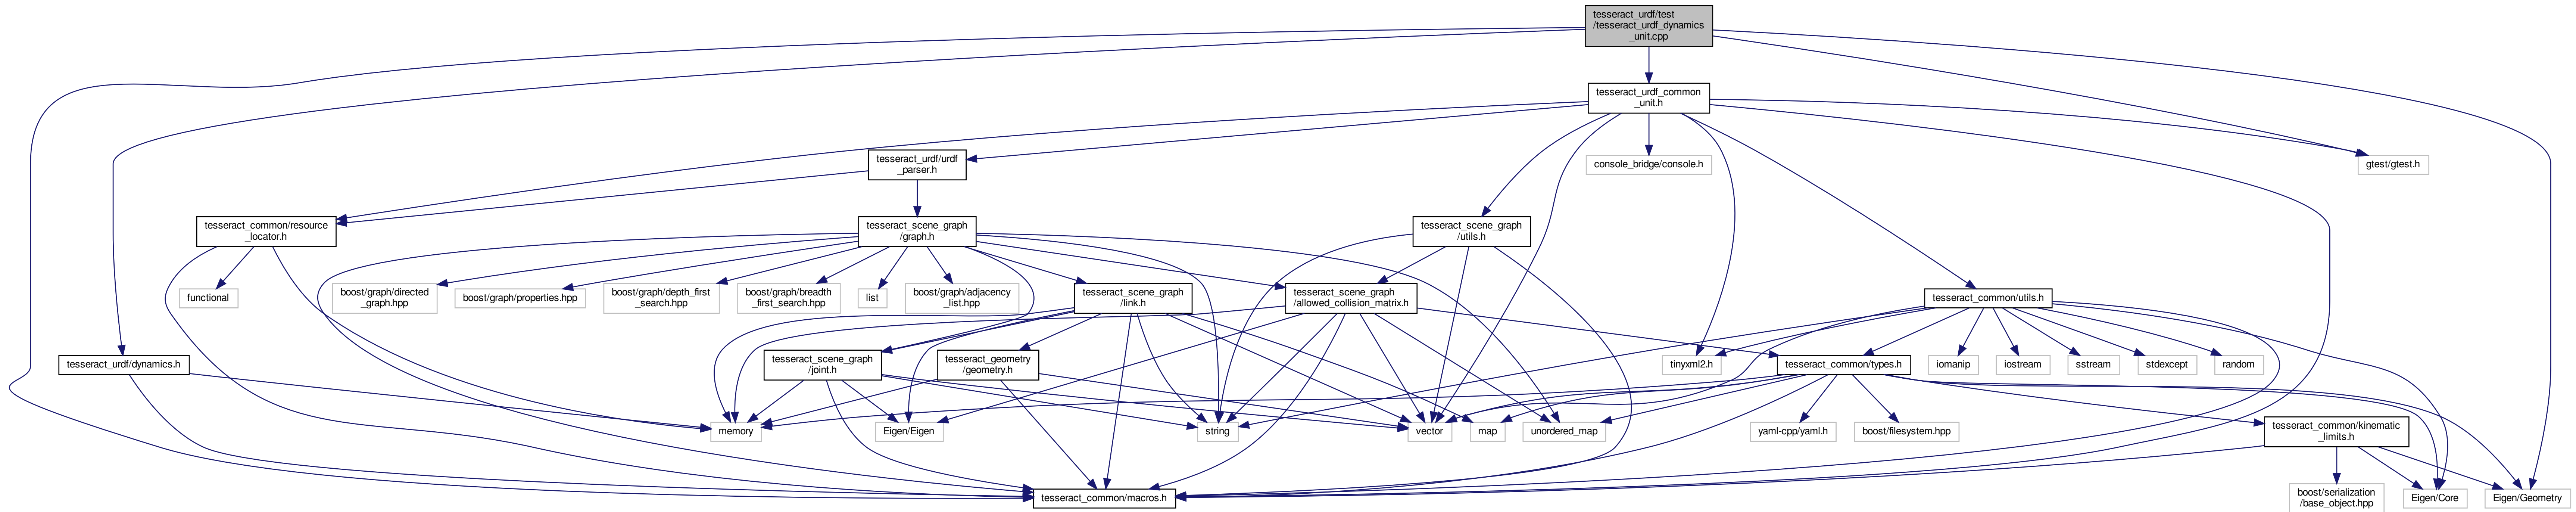 tesseract_urdf/test
/tesseract_urdf_dynamics
_unit.cpp
tesseract_urdf_common
_unit.h
tesseract_urdf/urdf
_parser.h
console_bridge/console.h
gtest/gtest.h
tesseract_common/resource
_locator.h
tesseract_scene_graph
/graph.h
tesseract_scene_graph
/utils.h
functional
boost/graph/directed
_graph.hpp
boost/graph/properties.hpp
boost/graph/depth_first
_search.hpp
boost/graph/breadth
_first_search.hpp
list
boost/graph/adjacency
_list.hpp
tesseract_scene_graph
/link.h
tesseract_scene_graph
/allowed_collision_matrix.h
tesseract_common/utils.h
tesseract_urdf/dynamics.h
tesseract_scene_graph
/joint.h
tesseract_geometry
/geometry.h
tinyxml2.h
tesseract_common/types.h
iomanip
iostream
sstream
stdexcept
random
memory
Eigen/Eigen
string
vector
map
unordered_map
yaml-cpp/yaml.h
boost/filesystem.hpp
tesseract_common/kinematic
_limits.h
tesseract_common/macros.h
boost/serialization
/base_object.hpp
Eigen/Core
Eigen/Geometry